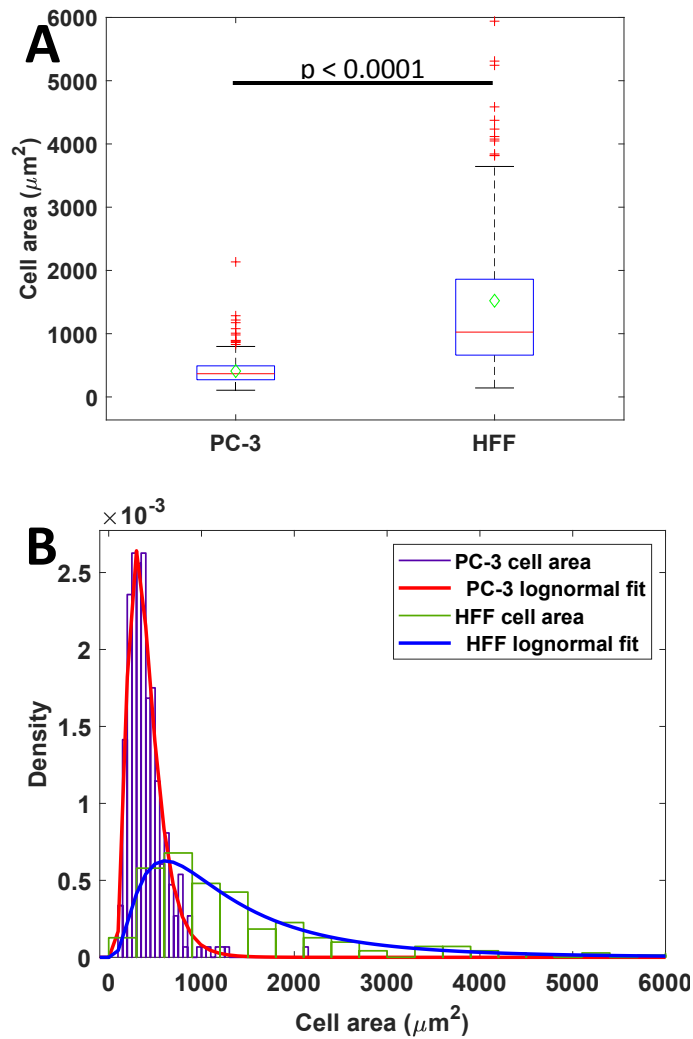 A
6000
5000
4000
3000
2000
1000
0
Cell area (μm²)
p < 0.0001
PC-3 HFF
B
×10⁻³
2.5
2
1.5
1
0.5
0
Density
PC-3 cell area
PC-3 lognormal fit
HFF cell area
HFF lognormal fit
0 1000 2000 3000 4000 5000 6000
Cell area (μm²)